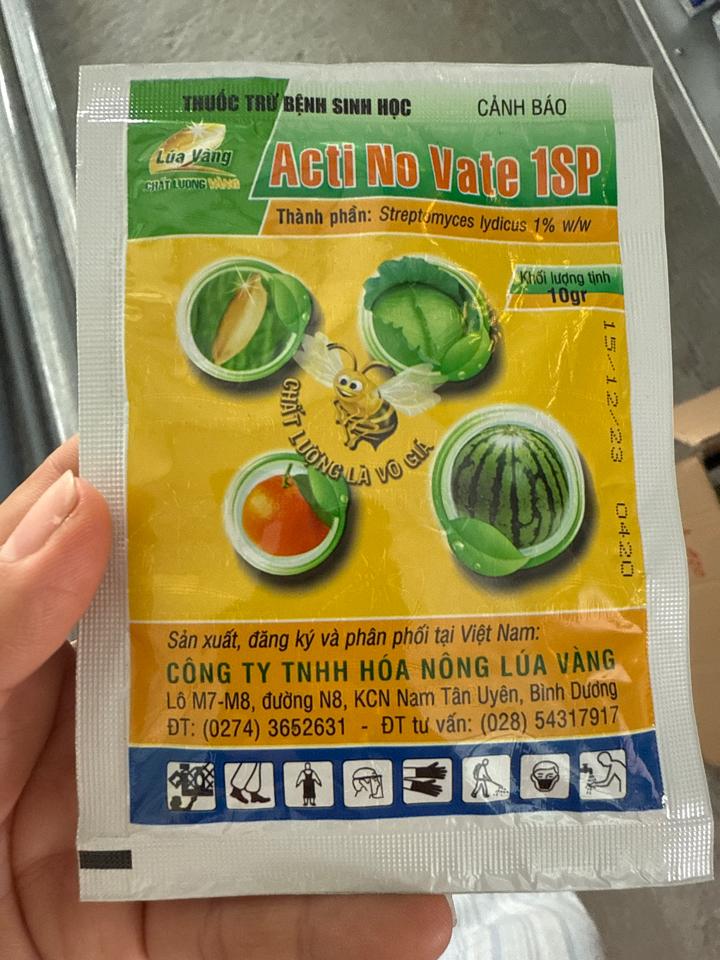 THUỐC TRỪ BỆNH SINH HỌC
CẢNH BÁO
Lúa Vàng
CHẤT LƯỢNG VÀNG
Acti No Vate 1SP
Thành phần: Streptomyces lydicus 1% w/w
Khối lượng tịnh
10gr
15/12/23 0420
CHẤT LƯỢNG LÀ VÔ GIÁ
Sản xuất, đăng ký và phân phối tại Việt Nam:
CÔNG TY TNHH HÓA NÔNG LÚA VÀNG
Lô M7-M8, đường N8, KCN Nam Tân Uyên, Bình Dương
ĐT: (0274) 3652631 - ĐT tư vấn: (028) 54317917